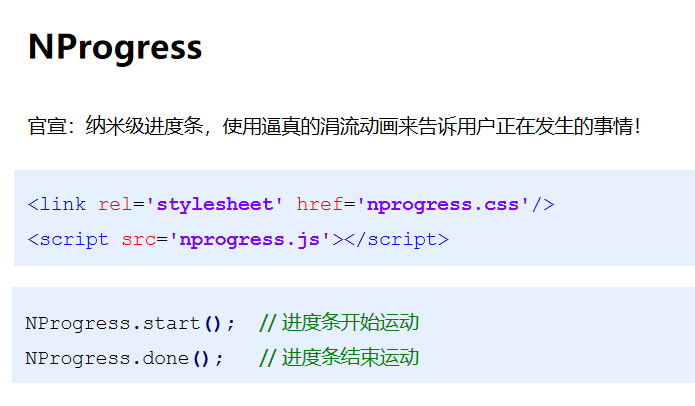 NProgress
官宣：纳米级进度条，使用逼真的涓流动画来告诉用户正在发生的事情！
<link rel='stylesheet' href='nprogress.css'/>
<script src='nprogress.js'></script>
NProgress.start();  // 进度条开始运动
NProgress.done();   // 进度条结束运动